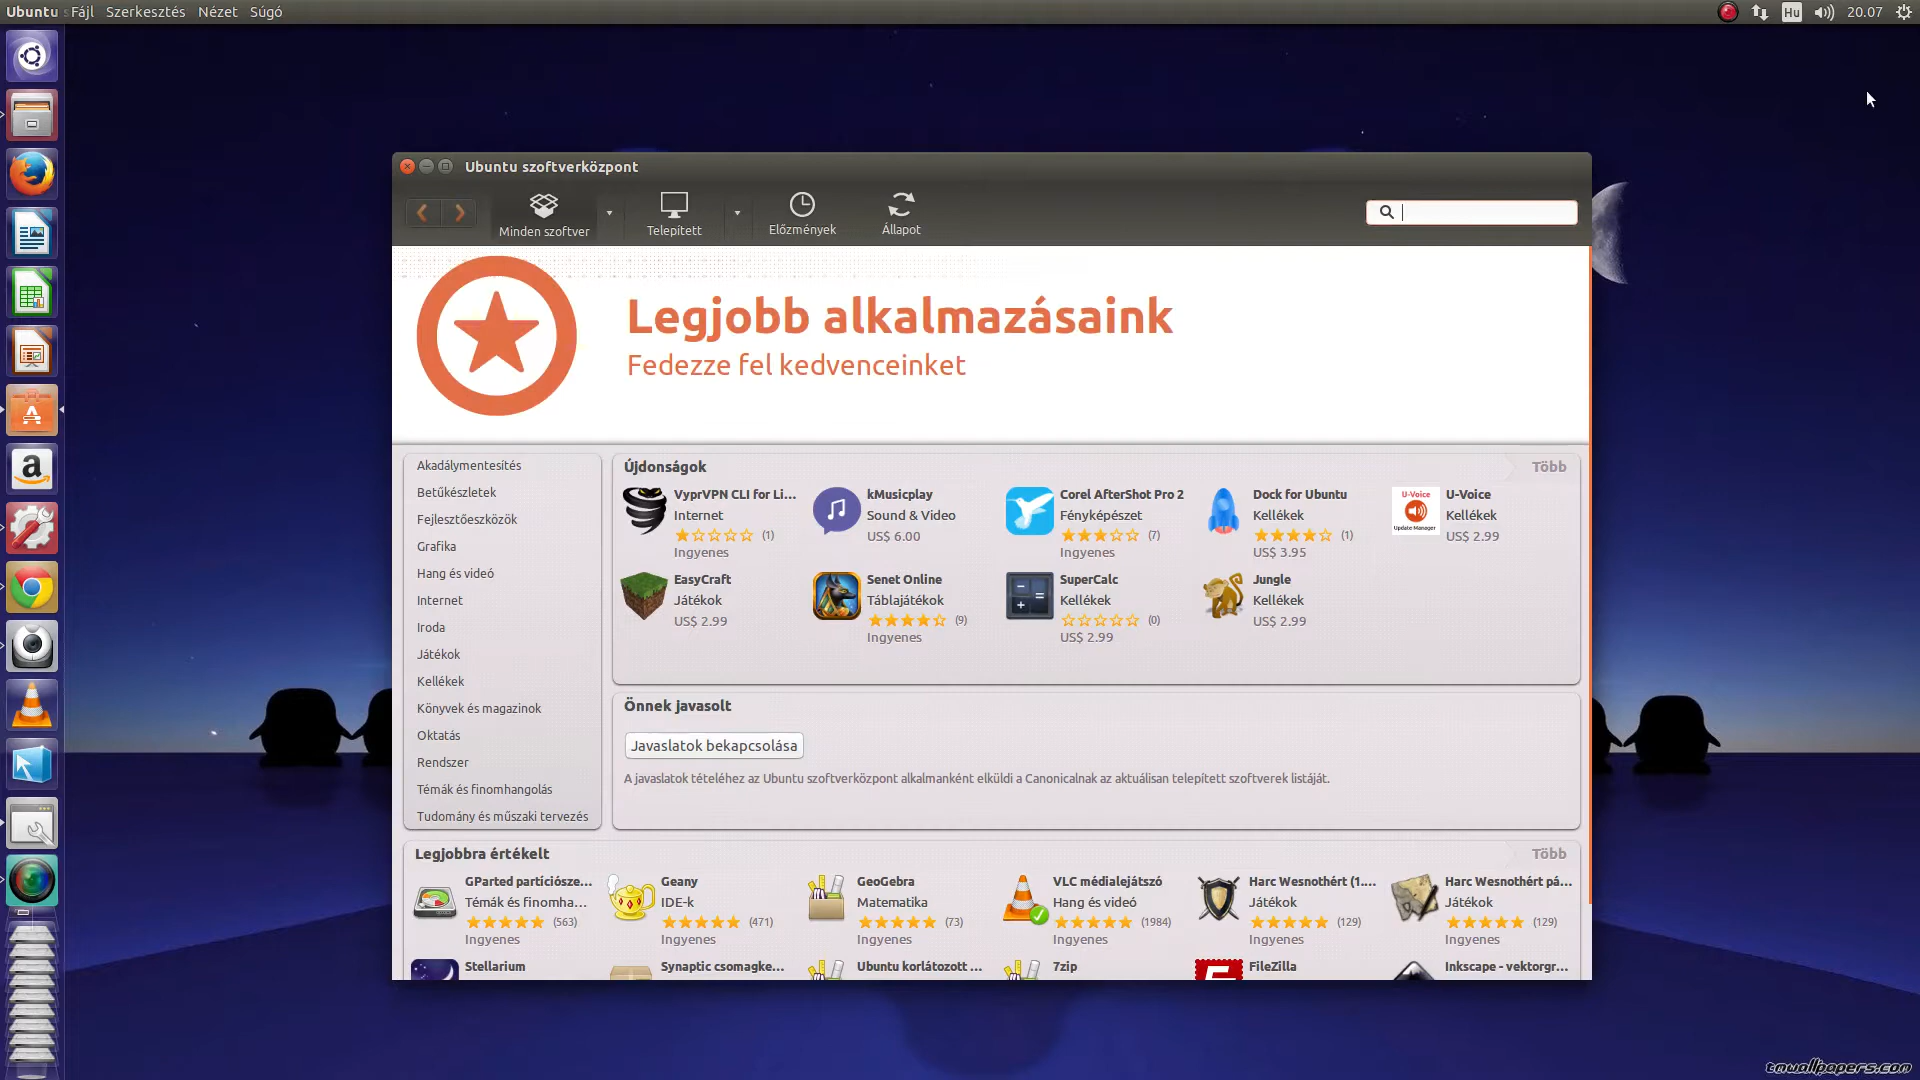 Ubuntu Fájl Szerkesztés Nézet Súgó
Hu 20.07
Ubuntu szoftverközpont
Minden szoftver Telepített Előzmények Állapot
Legjobb alkalmazásaink
Fedezze fel kedvenceinket
Akadálymentesítés
Betűkészletek
Fejlesztőeszközök
Grafika
Hang és videó
Internet
Iroda
Játékok
Kellékek
Könyvek és magazinok
Oktatás
Rendszer
Témák és finomhangolás
Tudomány és műszaki tervezés
Újdonságok Több
VyprVPN CLI for Li...
Internet
(1)
Ingyenes
kMusicplay
Sound & Video
US$ 6.00
Corel AfterShot Pro 2
Fényképészet
(7)
Ingyenes
Dock for Ubuntu
Kellékek
(1)
US$ 3.95
U-Voice
Update Manager
U-Voice
Kellékek
US$ 2.99
EasyCraft
Játékok
US$ 2.99
Senet Online
Táblajátékok
(9)
Ingyenes
SuperCalc
Kellékek
(0)
US$ 2.99
Jungle
Kellékek
US$ 2.99
Önnek javasolt
Javaslatok bekapcsolása
A javaslatok tételéhez az Ubuntu szoftverközpont alkalmanként elküldi a Canonicalnak az aktuálisan telepített szoftverek listáját.
Legjobbra értékelt Több
GParted partíciósze...
Témák és finomha...
(563)
Ingyenes
Geany
IDE-k
(471)
Ingyenes
GeoGebra
Matematika
(73)
Ingyenes
VLC médialejátszó
Hang és videó
(1984)
Ingyenes
Harc Wesnothért (1....
Játékok
(129)
Ingyenes
Harc Wesnothért pá...
Játékok
(129)
Ingyenes
Stellarium
Synaptic csomagke...
Ubuntu korlátozott ...
7zip
FileZilla
Inkscape - vektorgr...
tmwallpapers.com